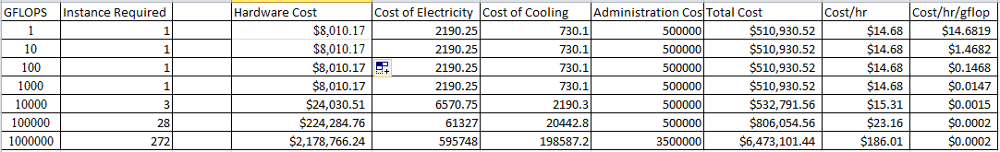 GFLOPS Instance Required Hardware Cost Cost of Electricity Cost of Cooling Administration Cos Total Cost Cost/hr Cost/hr/gflop
1 1 $8,010.17 2190.25 730.1 500000 $510,930.52 $14.68 $14.6819
10 1 $8,010.17 2190.25 730.1 500000 $510,930.52 $14.68 $1.4682
100 1 $8,010.17 2190.25 730.1 500000 $510,930.52 $14.68 $0.1468
1000 1 $8,010.17 2190.25 730.1 500000 $510,930.52 $14.68 $0.0147
10000 3 $24,030.51 6570.75 2190.3 500000 $532,791.56 $15.31 $0.0015
100000 28 $224,284.76 61327 20442.8 500000 $806,054.56 $23.16 $0.0002
1000000 272 $2,178,766.24 595748 198587.2 3500000 $6,473,101.44 $186.01 $0.0002